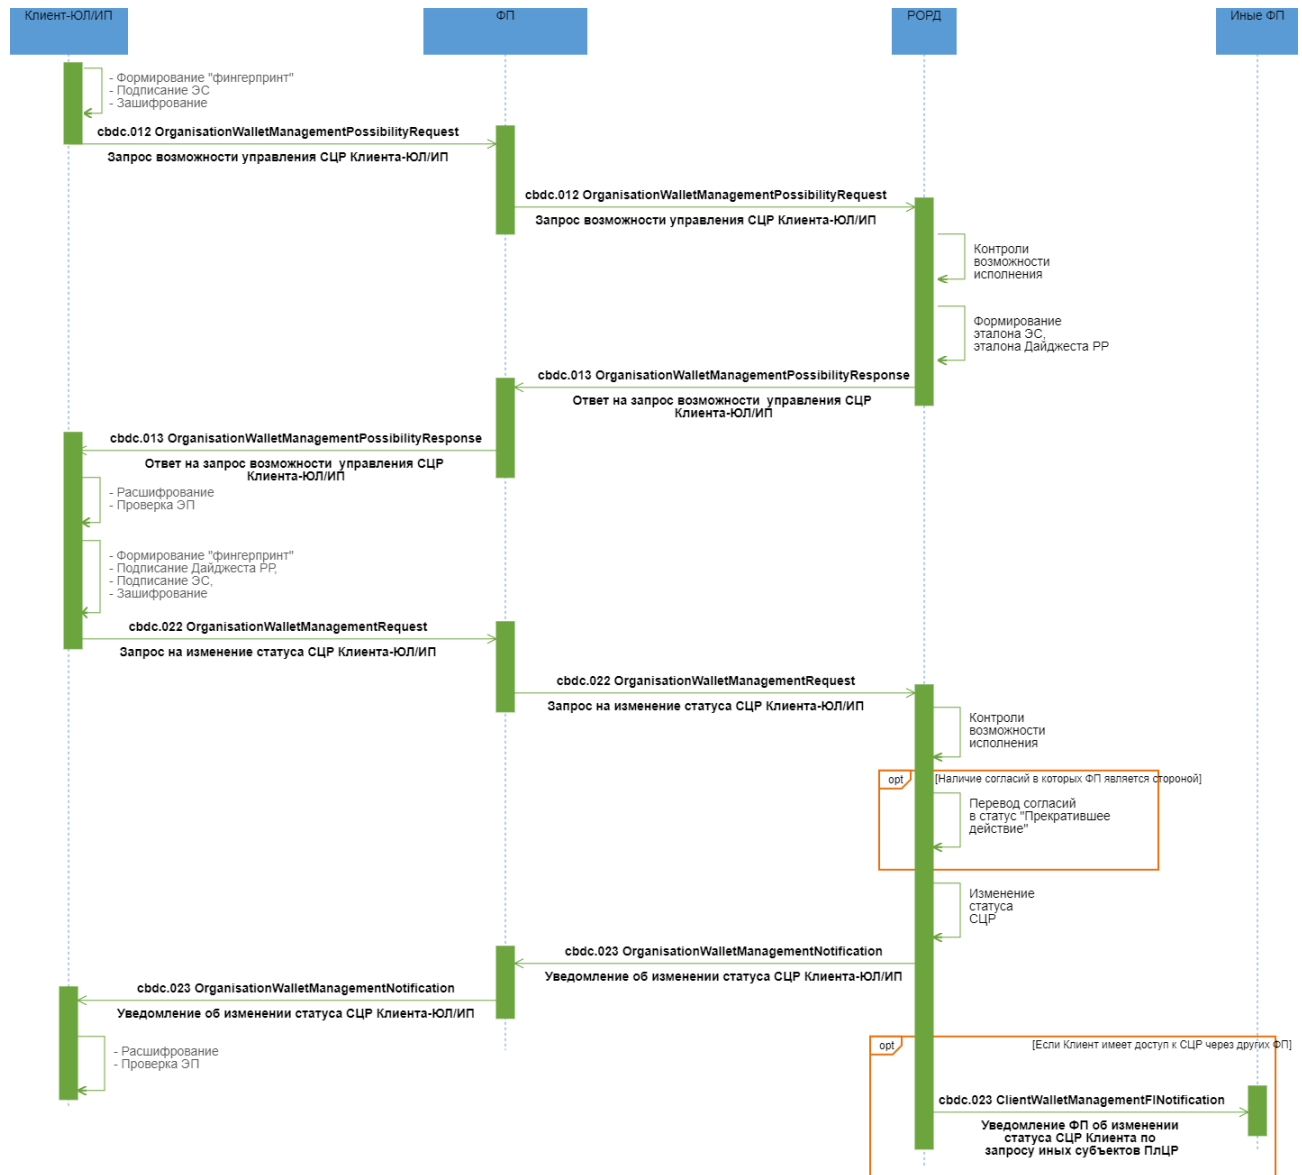 Клиент-ЮЛ/ИП
ФП
РОРД
Иные ФП
- Формирование "фингерпринт"
- Подписание ЭС
- Зашифрование
cbdc.012 OrganisationWalletManagementPossibilityRequest
Запрос возможности управления СЦР Клиента-ЮЛ/ИП
cbdc.012 OrganisationWalletManagementPossibilityRequest
Запрос возможности управления СЦР Клиента-ЮЛ/ИП
Контроли
возможности
исполнения
Формирование
эталона ЭС,
эталона Дайджеста РР
cbdc.013 OrganisationWalletManagementPossibilityResponse
Ответ на запрос возможности управления СЦР
Клиента-ЮЛ/ИП
cbdc.013 OrganisationWalletManagementPossibilityResponse
Ответ на запрос возможности управления СЦР
Клиента-ЮЛ/ИП
- Расшифрование
- Проверка ЭП
- Формирование "фингерпринт"
- Подписание Дайджеста РР,
- Подписание ЭС,
- Зашифрование
cbdc.022 OrganisationWalletManagementRequest
Запрос на изменение статуса СЦР Клиента-ЮЛ/ИП
cbdc.022 OrganisationWalletManagementRequest
Запрос на изменение статуса СЦР Клиента-ЮЛ/ИП
Контроли
возможности
исполнения
opt
[Наличие согласий в которых ФП является стороной]
Перевод согласий
в статус "Прекратившее
действие"
Изменение
статуса
СЦР
cbdc.023 OrganisationWalletManagementNotification
Уведомление об изменении статуса СЦР Клиента-ЮЛ/ИП
cbdc.023 OrganisationWalletManagementNotification
Уведомление об изменении статуса СЦР Клиента-ЮЛ/ИП
- Расшифрование
- Проверка ЭП
opt
[Если Клиент имеет доступ к СЦР через других ФП]
cbdc.023 ClientWalletManagementFINotification
Уведомление ФП об изменении
статуса СЦР Клиента по
запросу иных субъектов ПлЦР